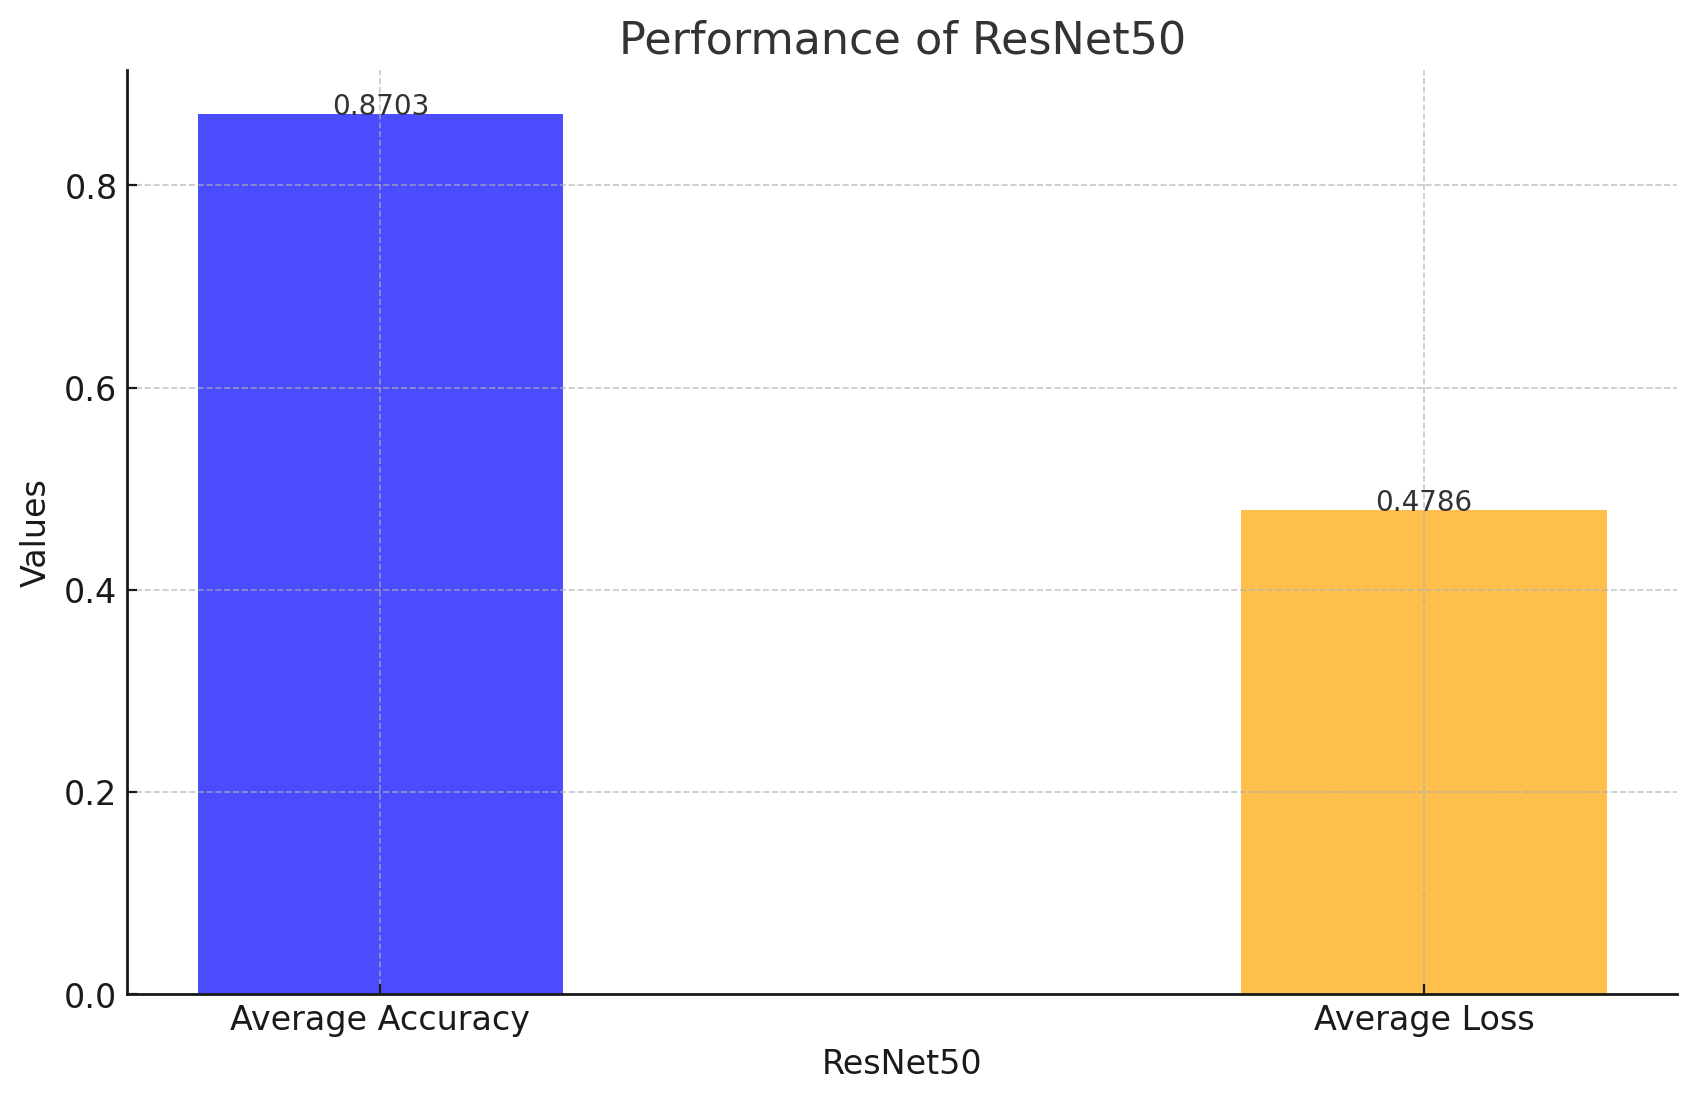 Performance of ResNet50
0.8703
0.8
0.6
0.4786
0.4
0.2
0.0
Values
Average Accuracy
Average Loss
ResNet50